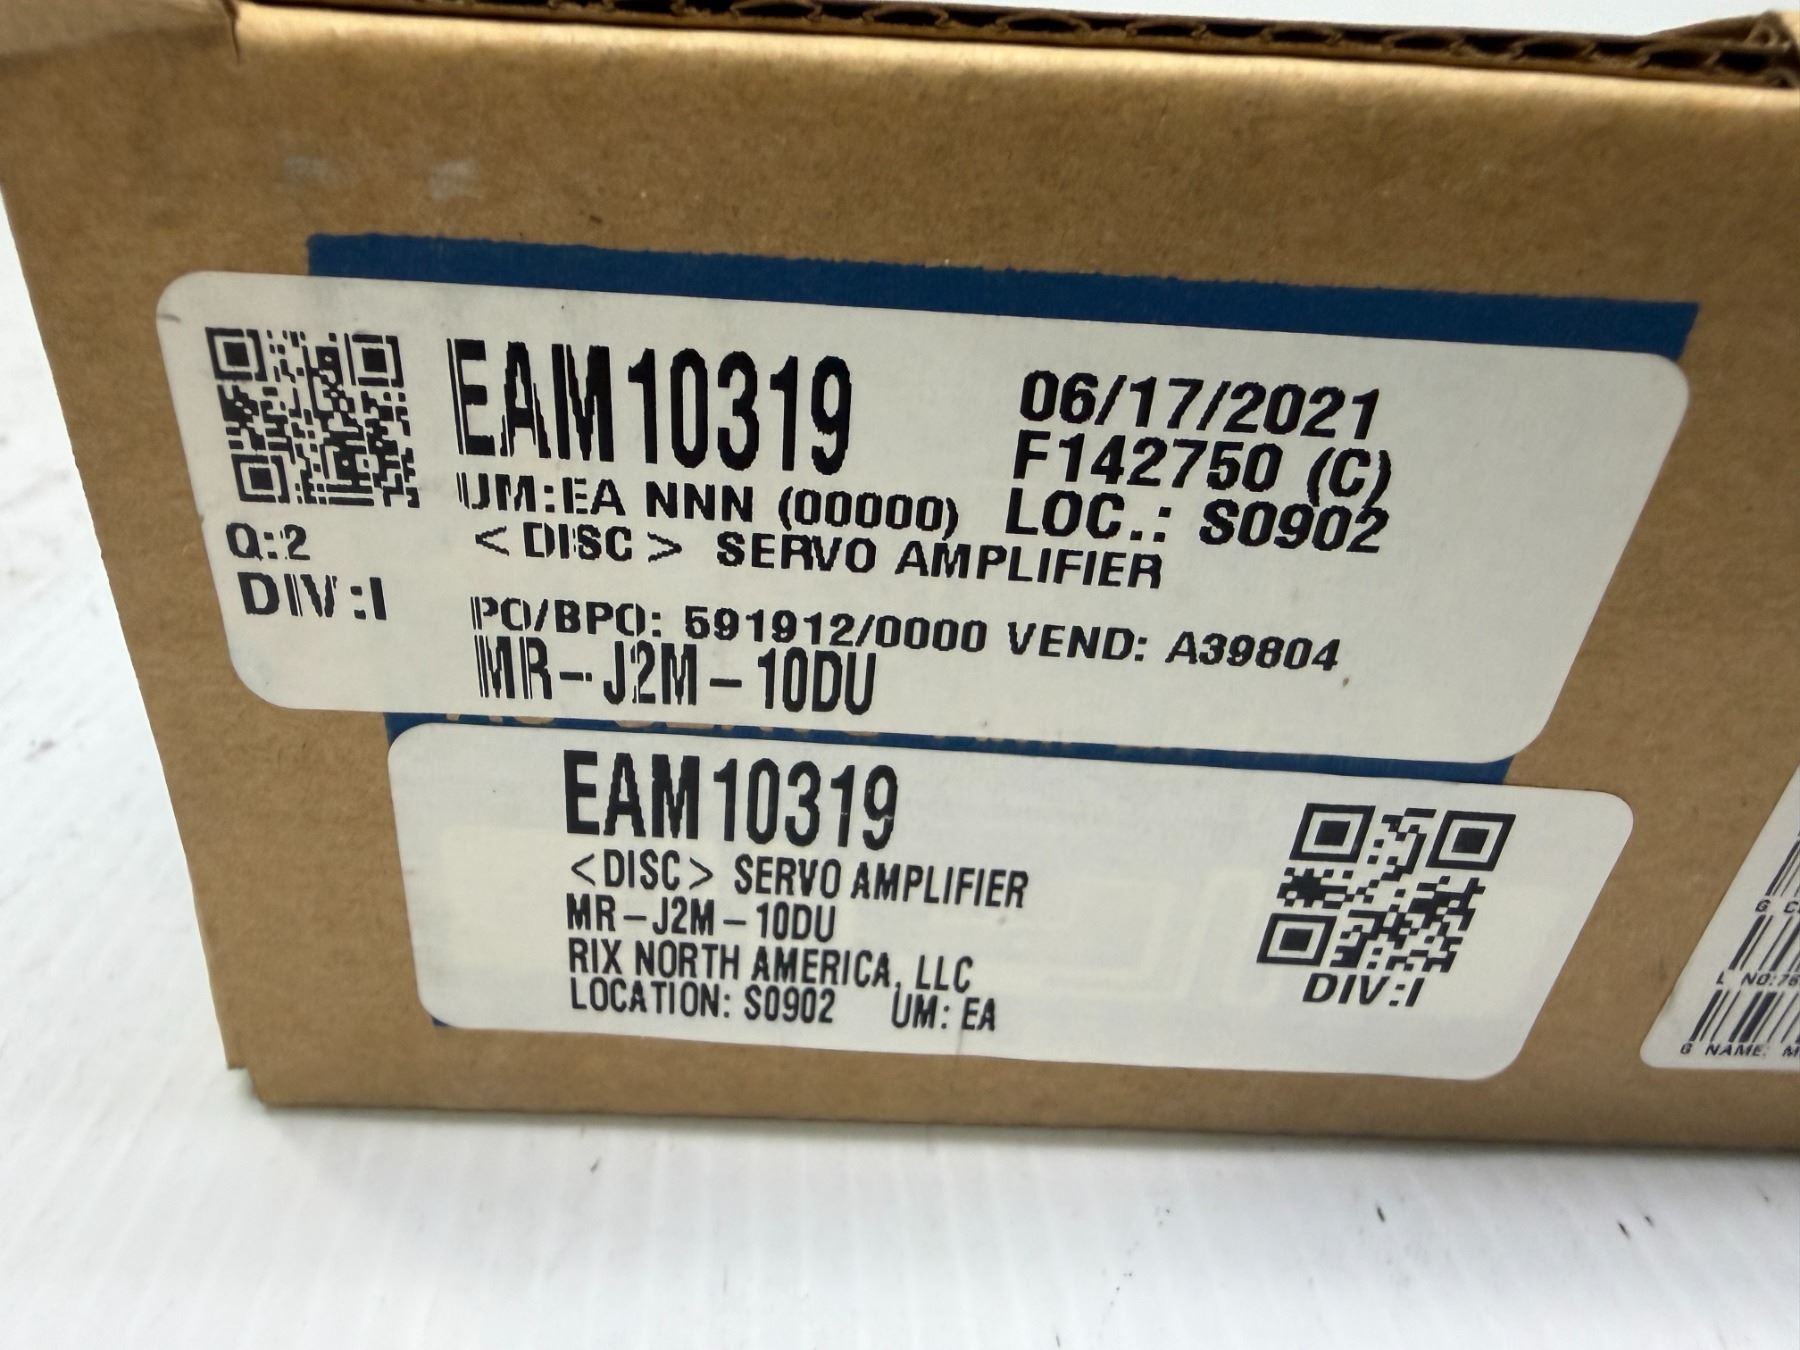 EAM10319
06/17/2021
F142750 (C)
UM:EA NNN (00000)
LOC.: S0902
Q:2
<DISC> SERVO AMPLIFIER
DIV:I
PO/BPO: 591912/0000 VEND: A39804
MR-J2M-10DU
EAM10319
<DISC> SERVO AMPLIFIER
MR-J2M-10DU
RIX NORTH AMERICA, LLC
LOCATION: S0902 UM: EA
DIV:I
G
L NO:
G NAME: